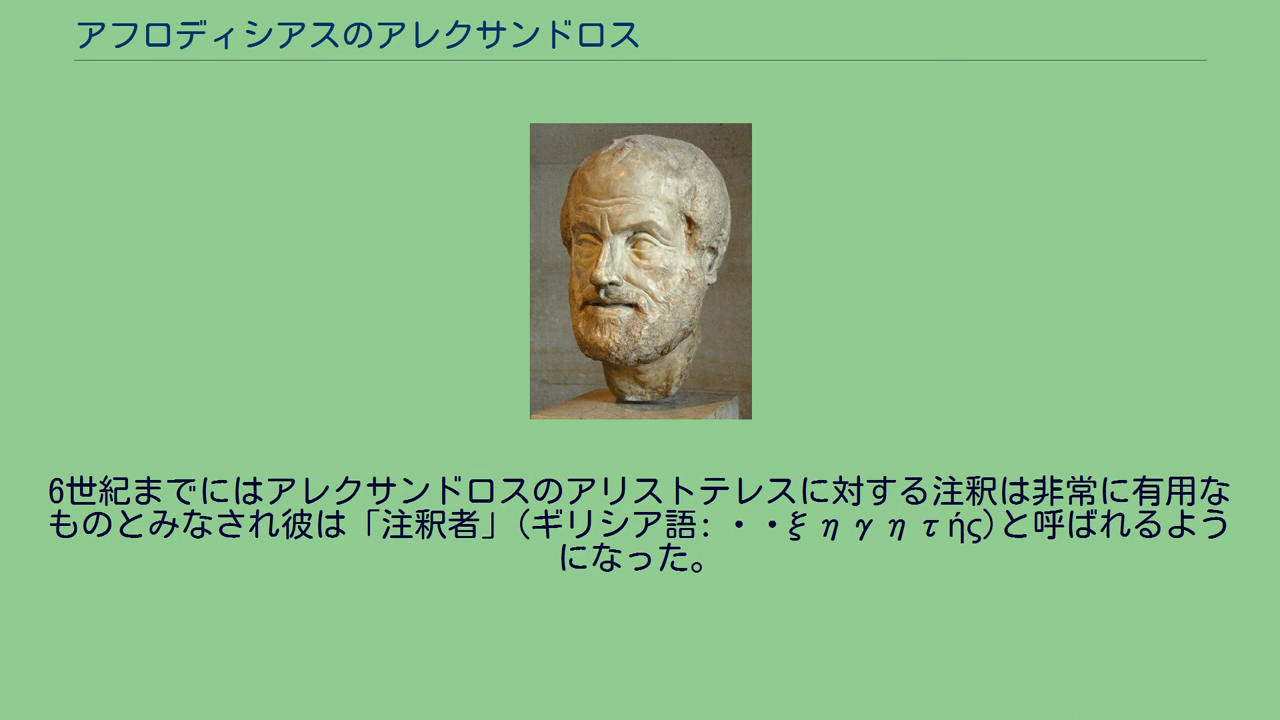 アフロディシアスのアレクサンドロス
6世紀までにはアレクサンドロスのアリストテレスに対する注釈は非常に有用な
ものとみなされ彼は「注釈者」(ギリシア語: ・・ξηγητής)と呼ばれるよう
になった。